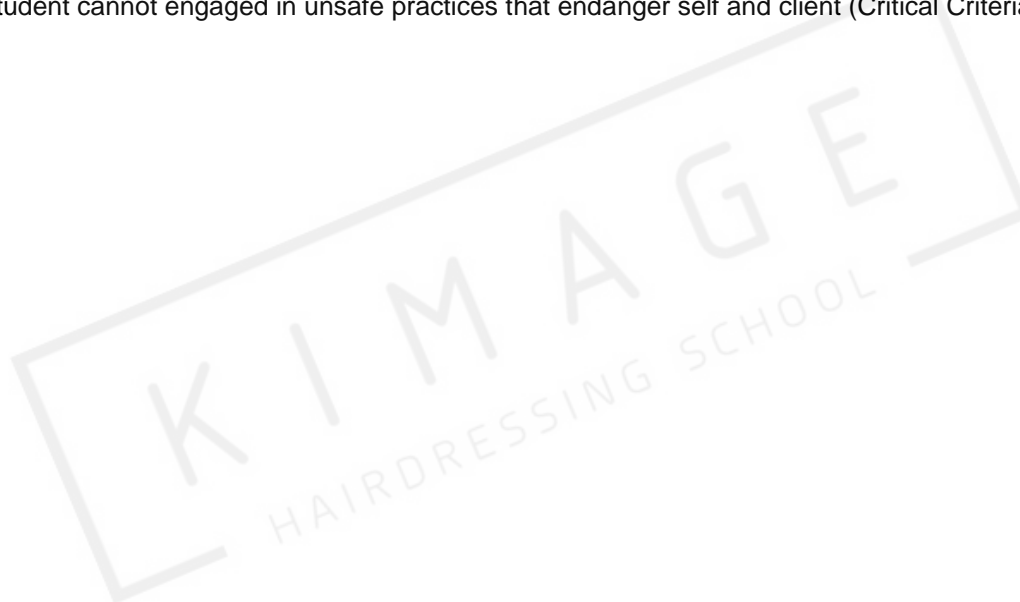 tudent cannot engaged in unsafe practices that endanger self and client (Critical Criteria
KIMAGE
HAIRDRESSING SCHOOL